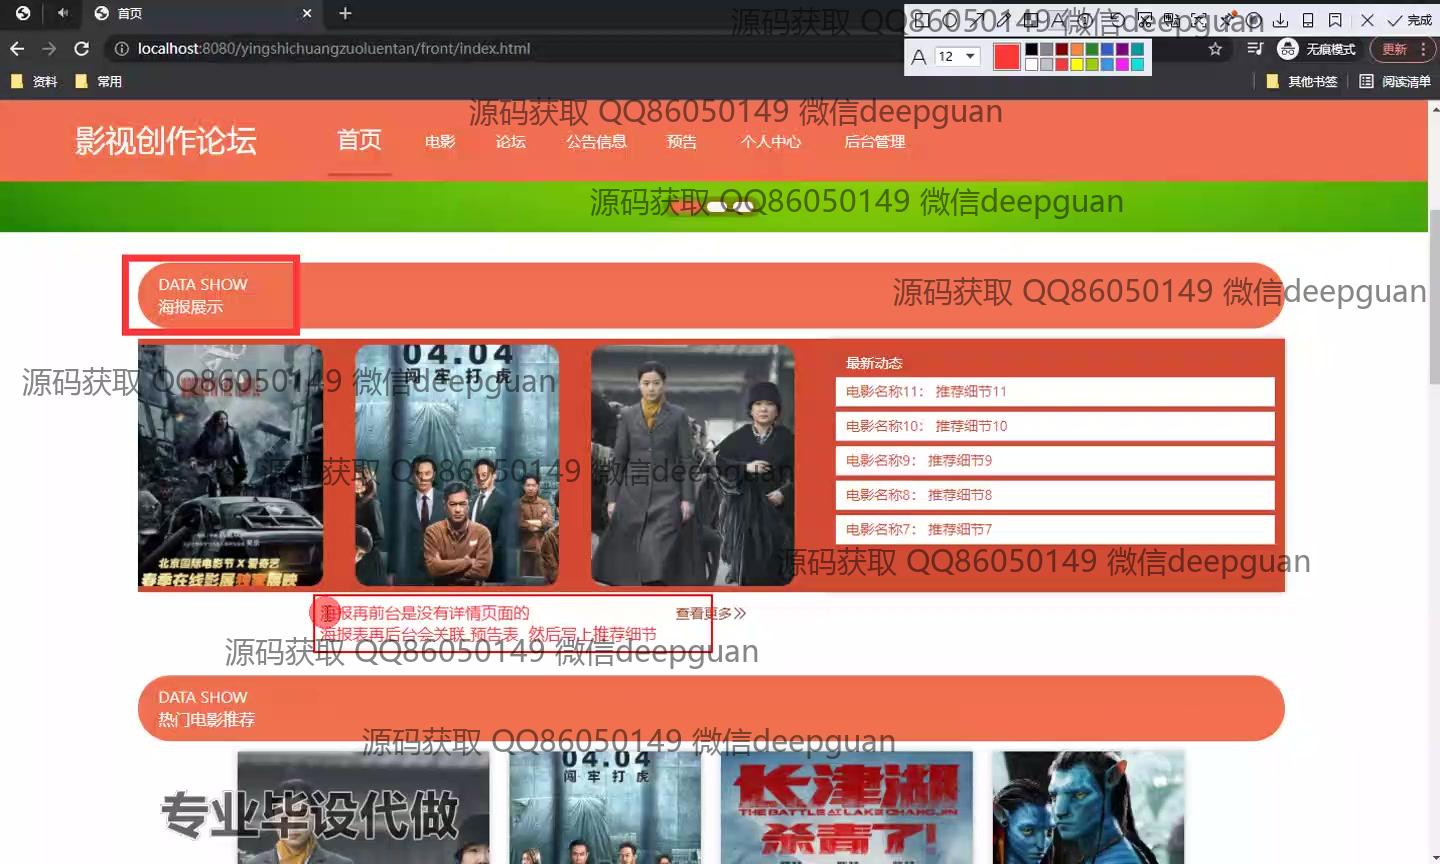 首页
完成
localhost:8080/yingshichuangzuoluentan/front/index.html
12
无痕模式
更新
资料
常用
其他书签
阅读清单
源码获取 QQ86050149 微信deepguan
源码获取 QQ86050149 微信deepguan
影视创作论坛
首页
电影
论坛
公告信息
预告
个人中心
后台管理
源码获取 QQ86050149 微信deepguan
DATA SHOW
海报展示
源码获取 QQ86050149 微信deepguan
04.04
闯牢打虎
最新动态
源码获取 QQ86050149 微信deepguan
电影名称11： 推荐细节11
电影名称10： 推荐细节10
电影名称9： 推荐细节9
源码获取 QQ86050149 微信deepguan
电影名称8： 推荐细节8
电影名称7： 推荐细节7
北京国际电影节 X 爱奇艺
春季在线影展独家展映
源码获取 QQ86050149 微信deepguan
海报再前台是没有详情页面的
查看更多
海报表再后台会关联 预告表 然后写上推荐细节
源码获取 QQ86050149 微信deepguan
DATA SHOW
热门电影推荐
源码获取 QQ86050149 微信deepguan
04.04
闯牢打虎
长津湖
THE BATTLE AT LAKE CHANGJIN
杀青了!
专业毕设代做